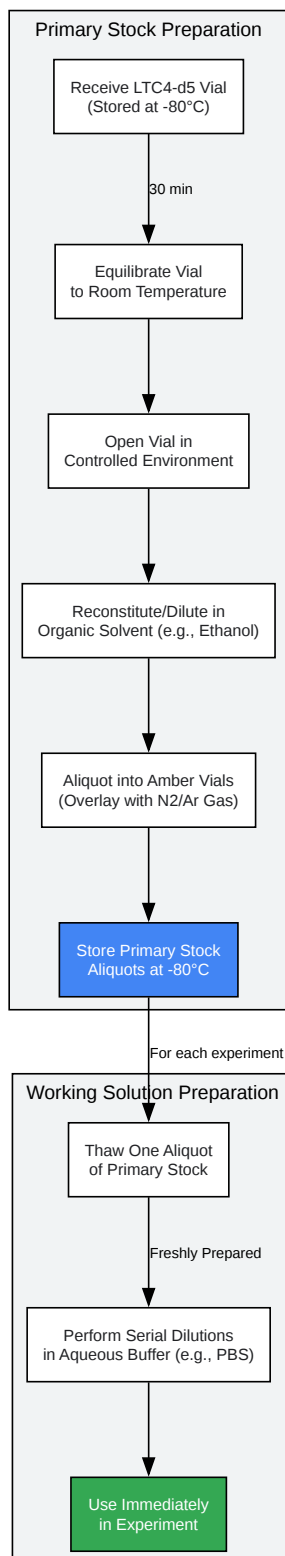 Primary Stock Preparation
Receive LTC4-d5 Vial
(Stored at -80°C)
30 min
Equilibrate Vial
to Room Temperature
Open Vial in
Controlled Environment
Reconstitute/Dilute in
Organic Solvent (e.g., Ethanol)
Aliquot into Amber Vials
(Overlay with N2/Ar Gas)
Store Primary Stock
Aliquots at -80°C
For each experiment
Working Solution Preparation
Thaw One Aliquot
of Primary Stock
Freshly Prepared
Perform Serial Dilutions
in Aqueous Buffer (e.g., PBS)
Use Immediately
in Experiment